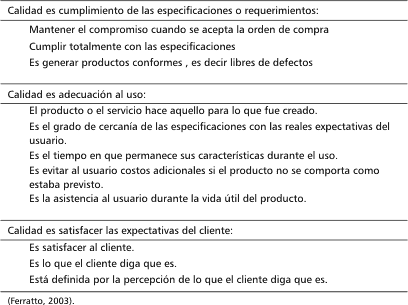 Calidad es cumplimiento de las especificaciones o requerimientos:
Mantener el compromiso cuando se acepta la orden de compra
Cumplir totalmente con las especificaciones
Es generar productos conformes , es decir libres de defectos
Calidad es adecuación al uso:
El producto o el servicio hace aquello para lo que fue creado.
Es el grado de cercanía de las especificaciones con las reales expectativas del
usuario.
Es el tiempo en que permanece sus características durante el uso.
Es evitar al usuario costos adicionales si el producto no se comporta como
estaba previsto.
Es la asistencia al usuario durante la vida útil del producto.
Calidad es satisfacer las expectativas del cliente:
Es satisfacer al cliente.
Es lo que el cliente diga que es.
Está definida por la percepción de lo que el cliente diga que es.
(Ferratto, 2003).